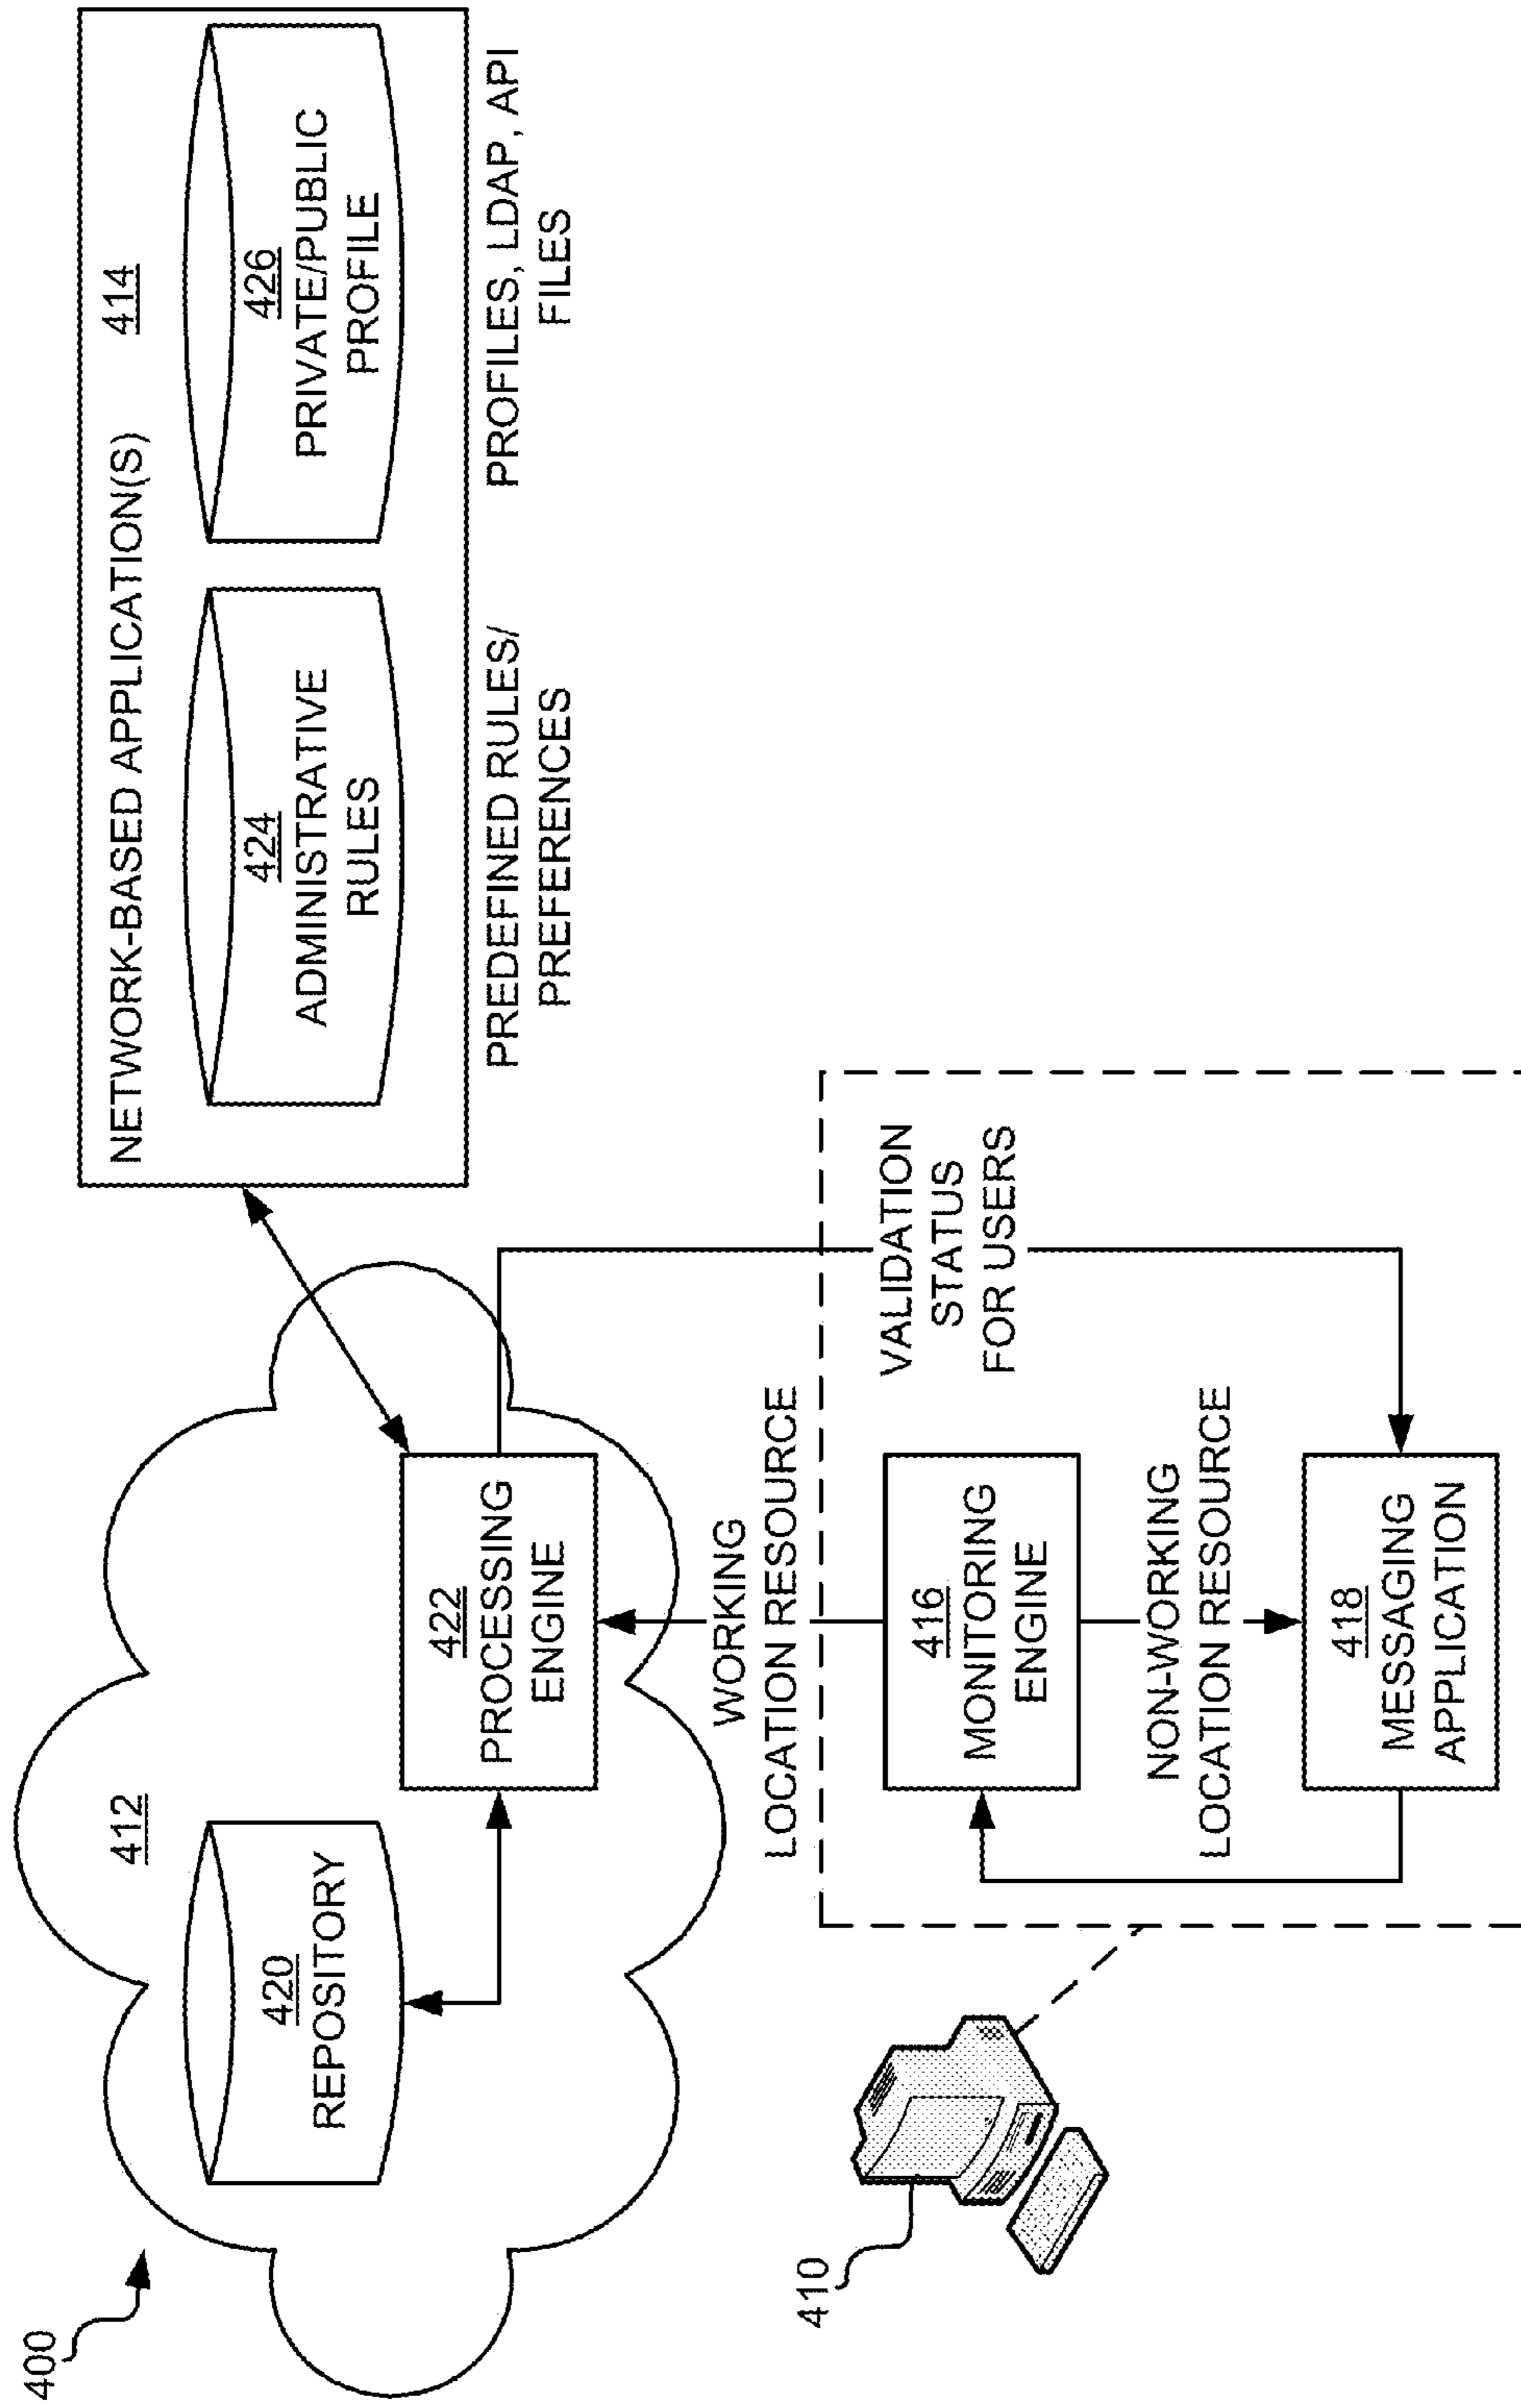 400
412
420
REPOSITORY
422
PROCESSING
ENGINE
NETWORK-BASED APPLICATION(S)
414
424
ADMINISTRATIVE
RULES
426
PRIVATE/PUBLIC
PROFILE
PREDEFINED RULES/
PREFERENCES
PROFILES, LDAP, API
FILES
WORKING
LOCATION RESOURCE
VALIDATION
STATUS
FOR USERS
410
416
MONITORING
ENGINE
NON-WORKING
LOCATION RESOURCE
418
MESSAGING
APPLICATION